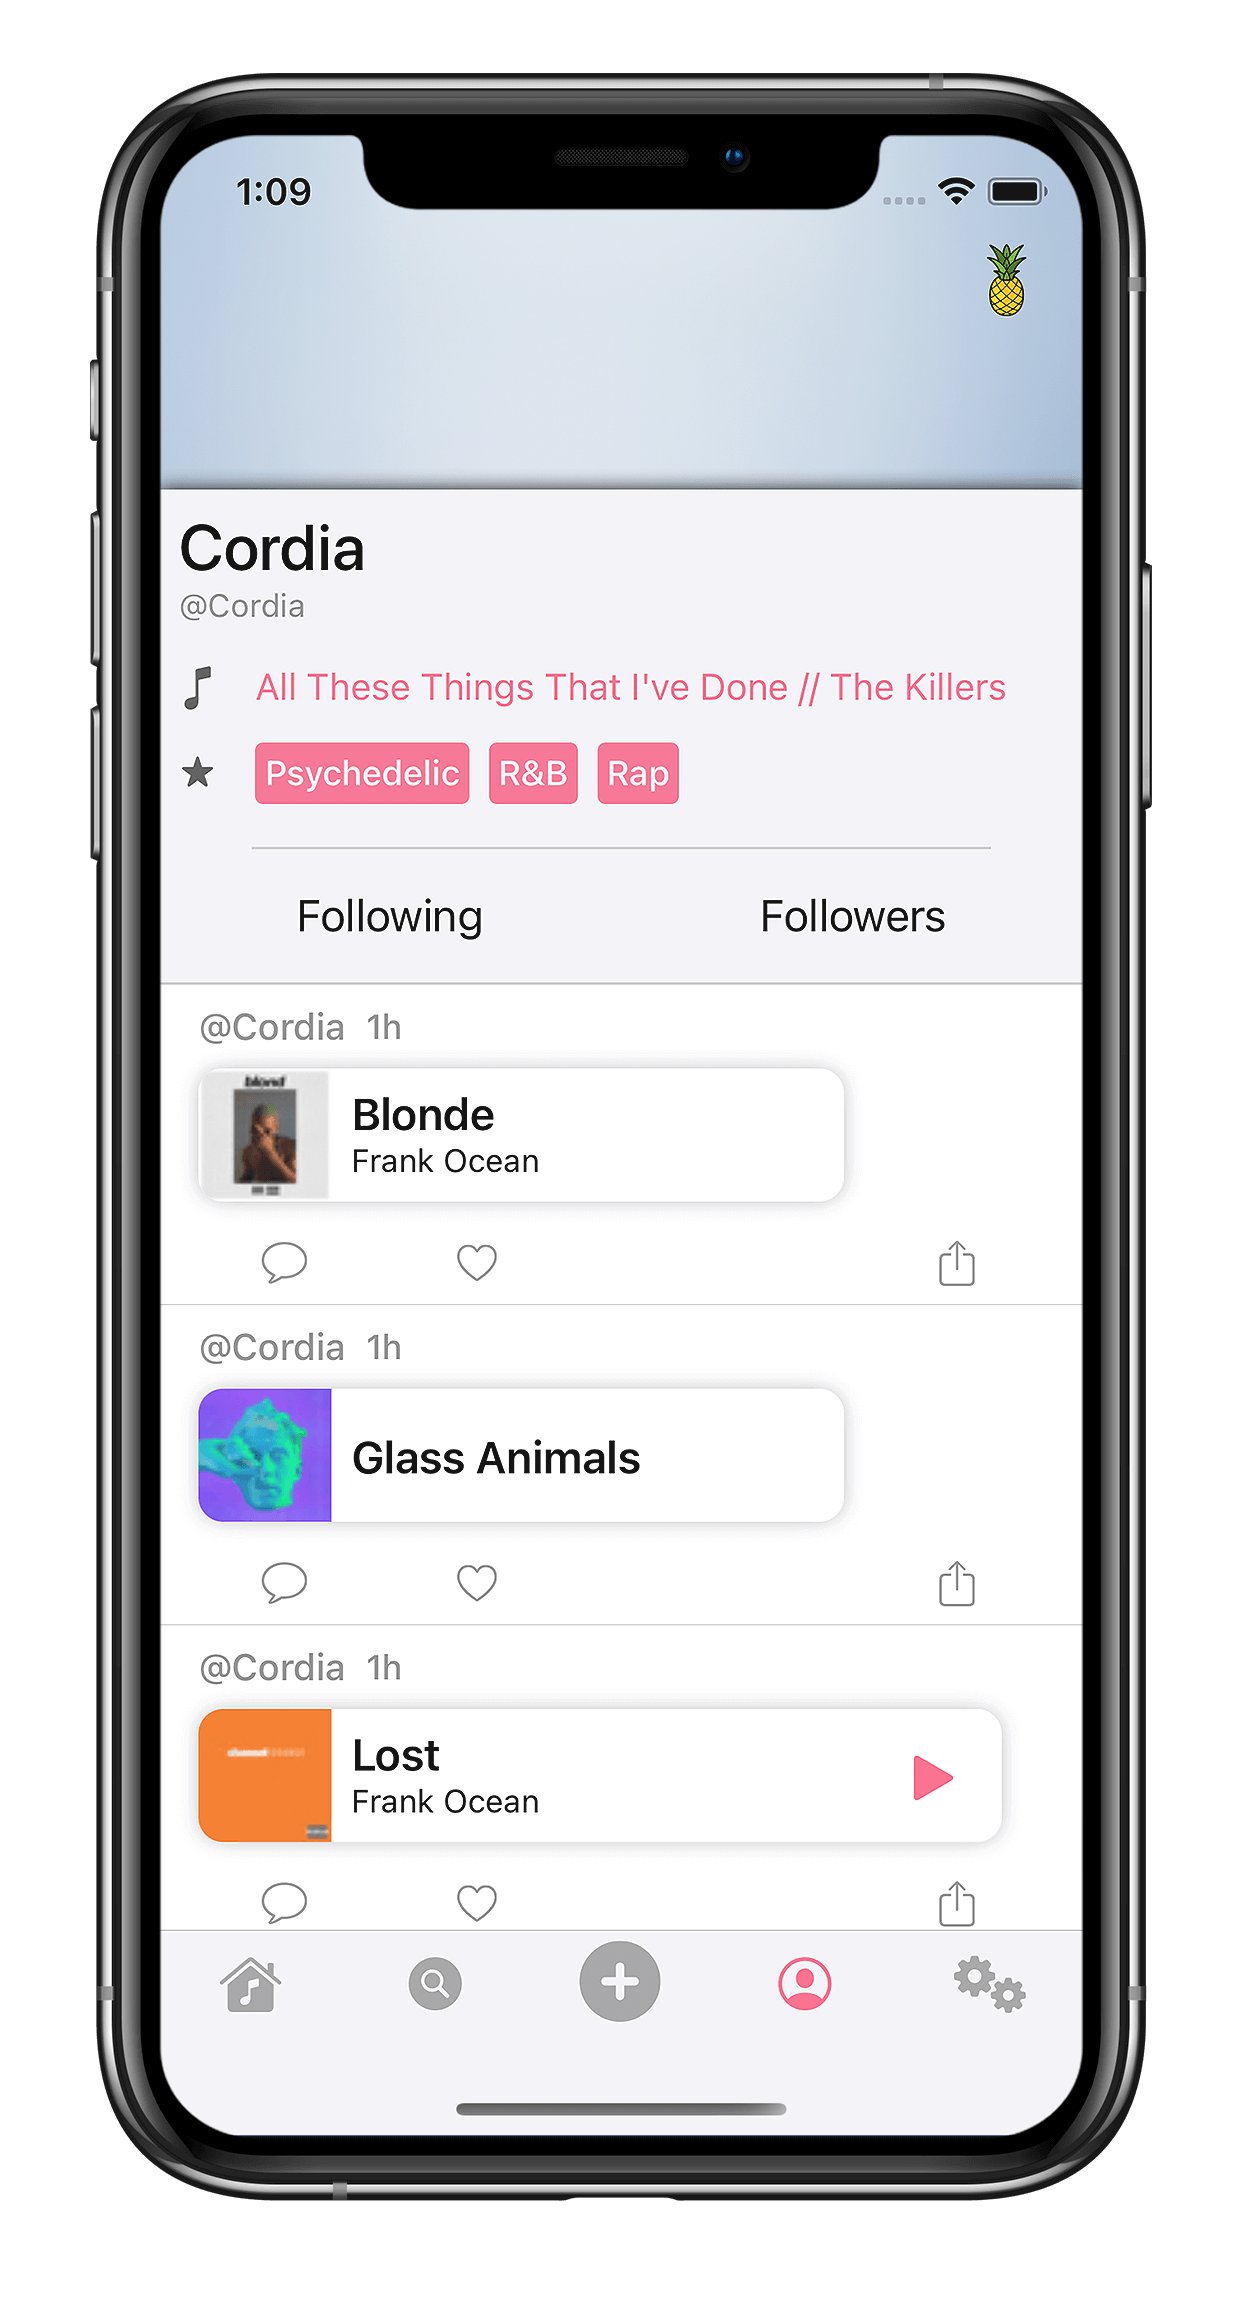 1:09
Cordia
@Cordia
All These Things That I've Done // The Killers
Psychedelic R&B Rap
Following Followers
@Cordia 1h
blond
Blonde
Frank Ocean
@Cordia 1h
Glass Animals
@Cordia 1h
Lost
Frank Ocean